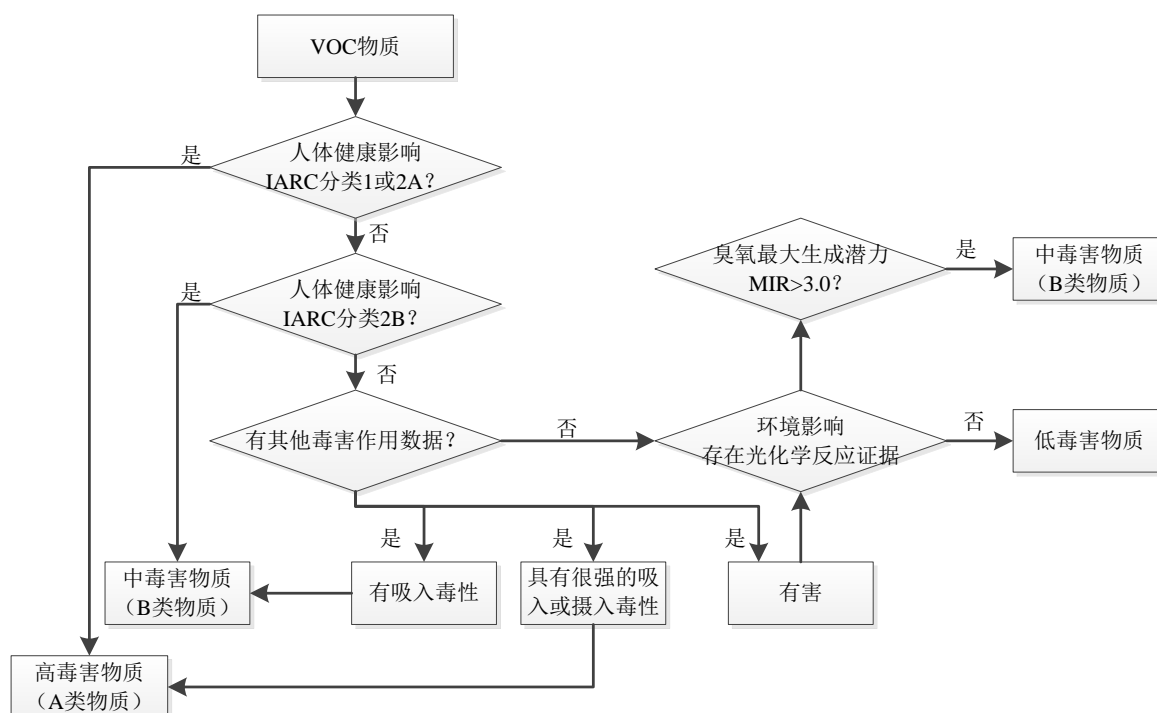 VOC物质
是
人体健康影响
IARC分类1或2A？
否
臭氧最大生成潜力
MIR>3.0？
是
中毒害物质
（B类物质）
是
人体健康影响
IARC分类2B？
否
有其他毒害作用数据？
否
环境影响
存在光化学反应证据
否
低毒害物质
是
是
是
中毒害物质
（B类物质）
有吸入毒性
具有很强的吸
入或摄入毒性
有害
高毒害物质
（A类物质）